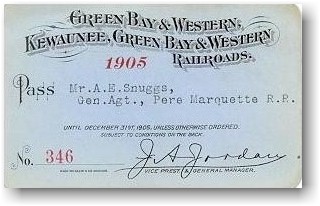 GREEN BAY & WESTERN,
KEWAUNEE, GREEN BAY & WESTERN
1905 RAILROADS.
Pass Mr. A. E. Snuggs,
Gen. Agt., Pere Marquette R.R.
UNTIL DECEMBER 31ST, 1905, UNLESS OTHERWISE ORDERED.
SUBJECT TO CONDITIONS ON THE BACK.
No. 346 J. A. Jordan
VICE PREST. & GENERAL MANAGER.